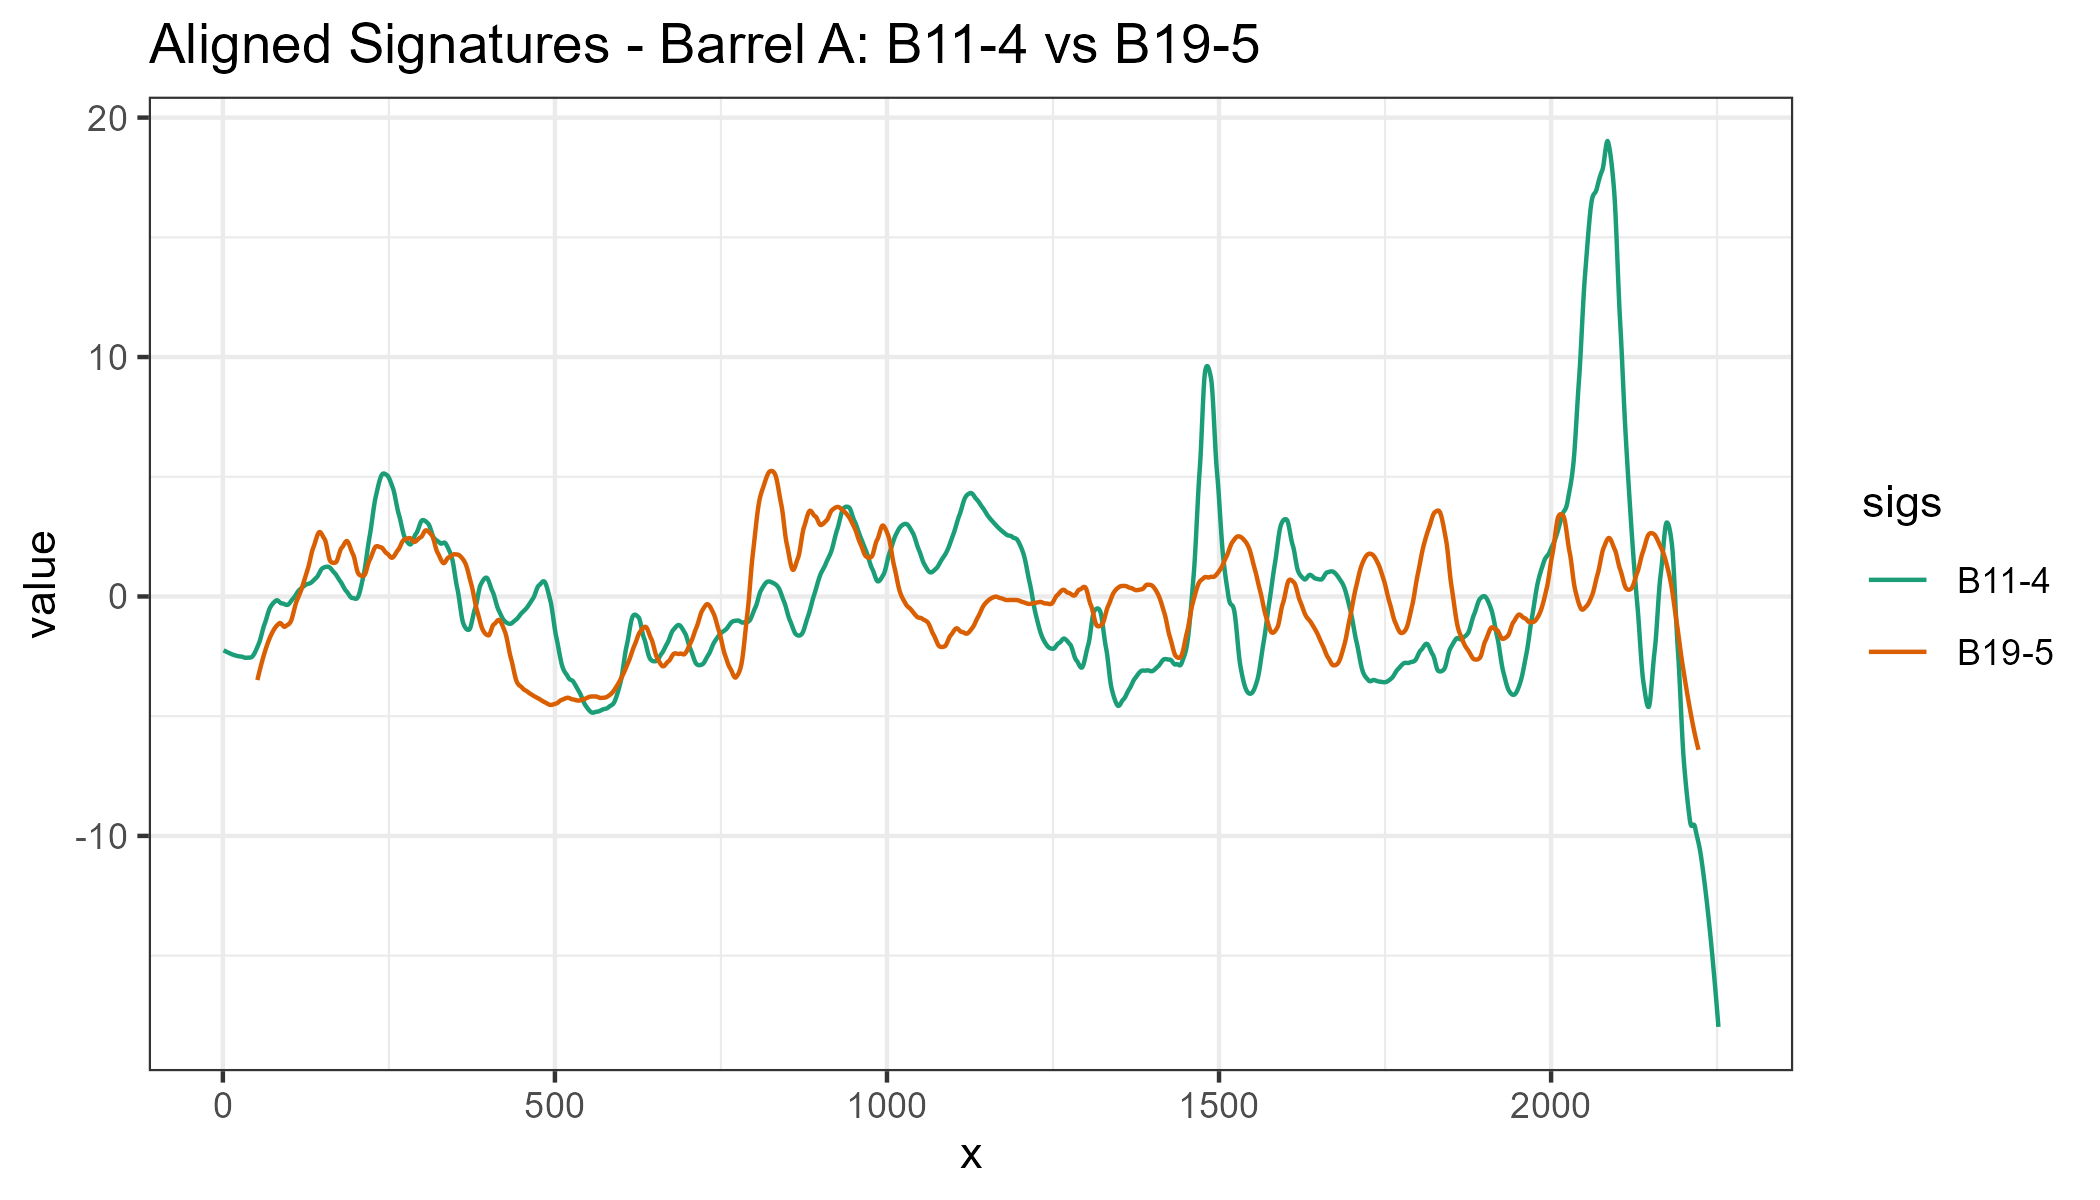 Aligned Signatures - Barrel A: B11-4 vs B19-5
20
10
0
-10
value
0 500 1000 1500 2000
x
sigs
B11-4
B19-5